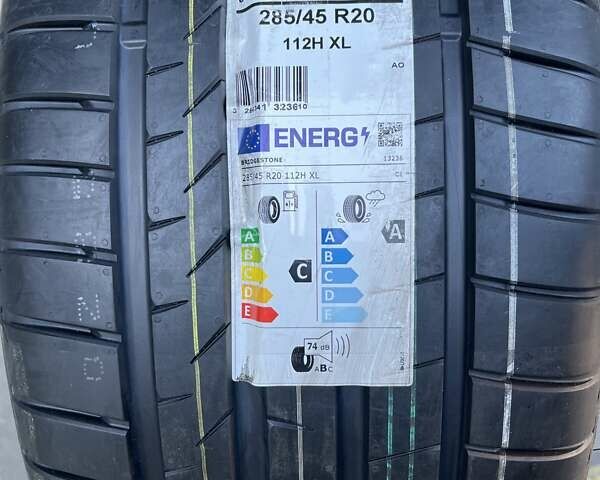 285/45 R20
112H XL
AO
ENERG
BRIDGESTONE 13236
285/45 R20 112H XL C1
A
B
C
D
E
C
A
B
C
D
E
A
74 dB
ABC